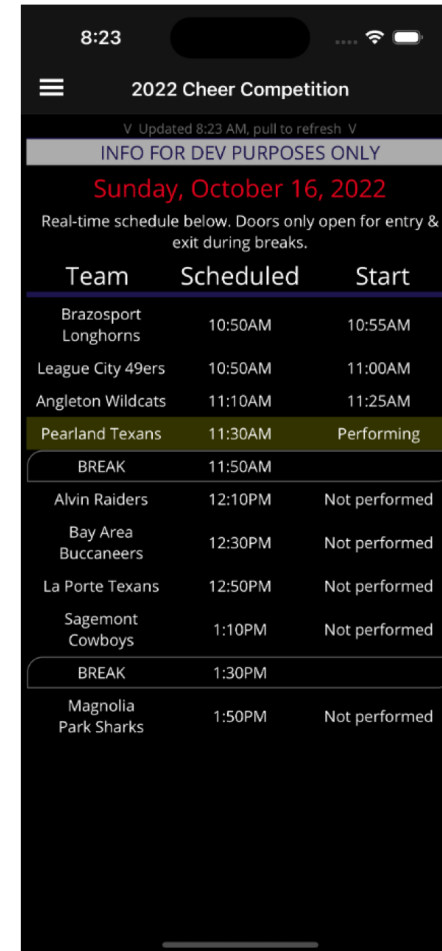 8:23
2022 Cheer Competition
V Updated 8:23 AM, pull to refresh V
INFO FOR DEV PURPOSES ONLY
Sunday, October 16, 2022
Real-time schedule below. Doors only open for entry &
exit during breaks.
Team Scheduled Start
Brazosport
Longhorns 10:50AM 10:55AM
League City 49ers 10:50AM 11:00AM
Angleton Wildcats 11:10AM 11:25AM
Pearland Texans 11:30AM Performing
BREAK 11:50AM
Alvin Raiders 12:10PM Not performed
Bay Area
Buccaneers 12:30PM Not performed
La Porte Texans 12:50PM Not performed
Sagemont
Cowboys 1:10PM Not performed
BREAK 1:30PM
Magnolia
Park Sharks 1:50PM Not performed